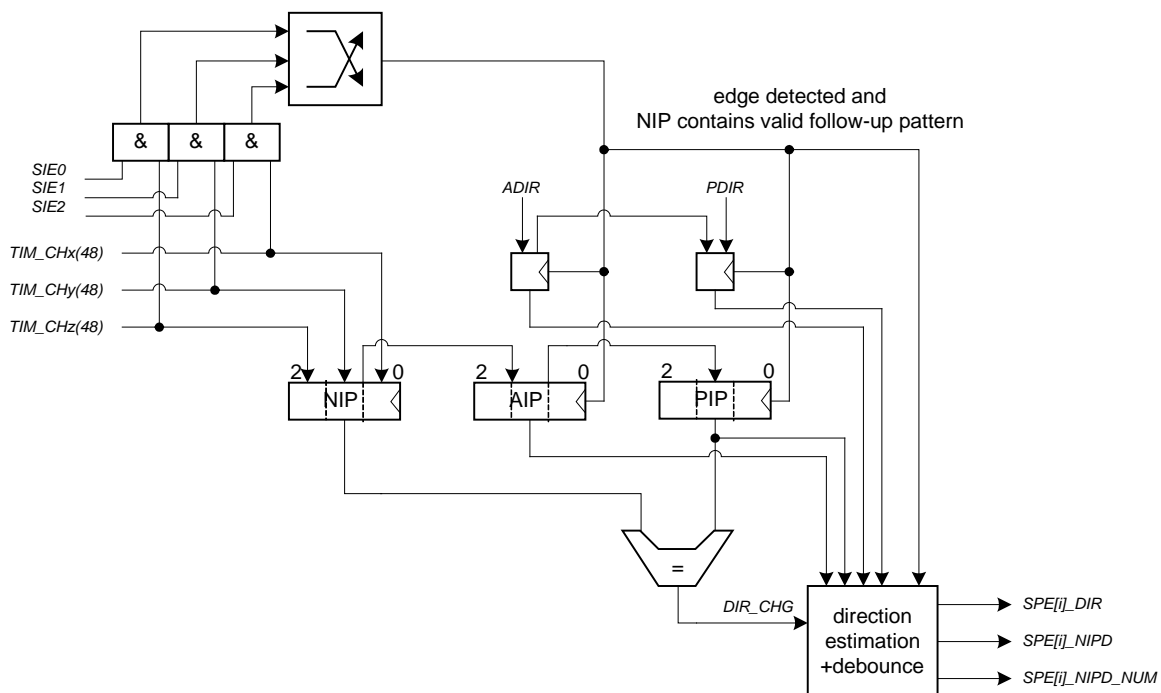 edge detected and
NIP contains valid follow-up pattern
& & &
SIE0
SIE1
SIE2
ADIR PDIR
TIM_CHx(48)
TIM_CHy(48)
TIM_CHz(48)
2 0 2 0 2 0
NIP AIP PIP
=
DIR_CHG
direction
estimation
+debounce
SPE[i]_DIR
SPE[i]_NIPD
SPE[i]_NIPD_NUM